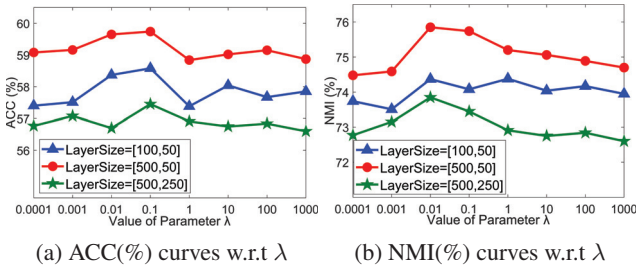 ACC (%)
60
59
58
57
56
LayerSize=[100,50]
LayerSize=[500,50]
LayerSize=[500,250]
0.0001 0.001 0.01 0.1 1 10 100 1000
Value of Parameter λ
(a) ACC(%) curves w.r.t λ
NMI (%)
76
75
74
73
72
LayerSize=[100,50]
LayerSize=[500,50]
LayerSize=[500,250]
0.0001 0.001 0.01 0.1 1 10 100 1000
Value of Parameter λ
(b) NMI(%) curves w.r.t λ